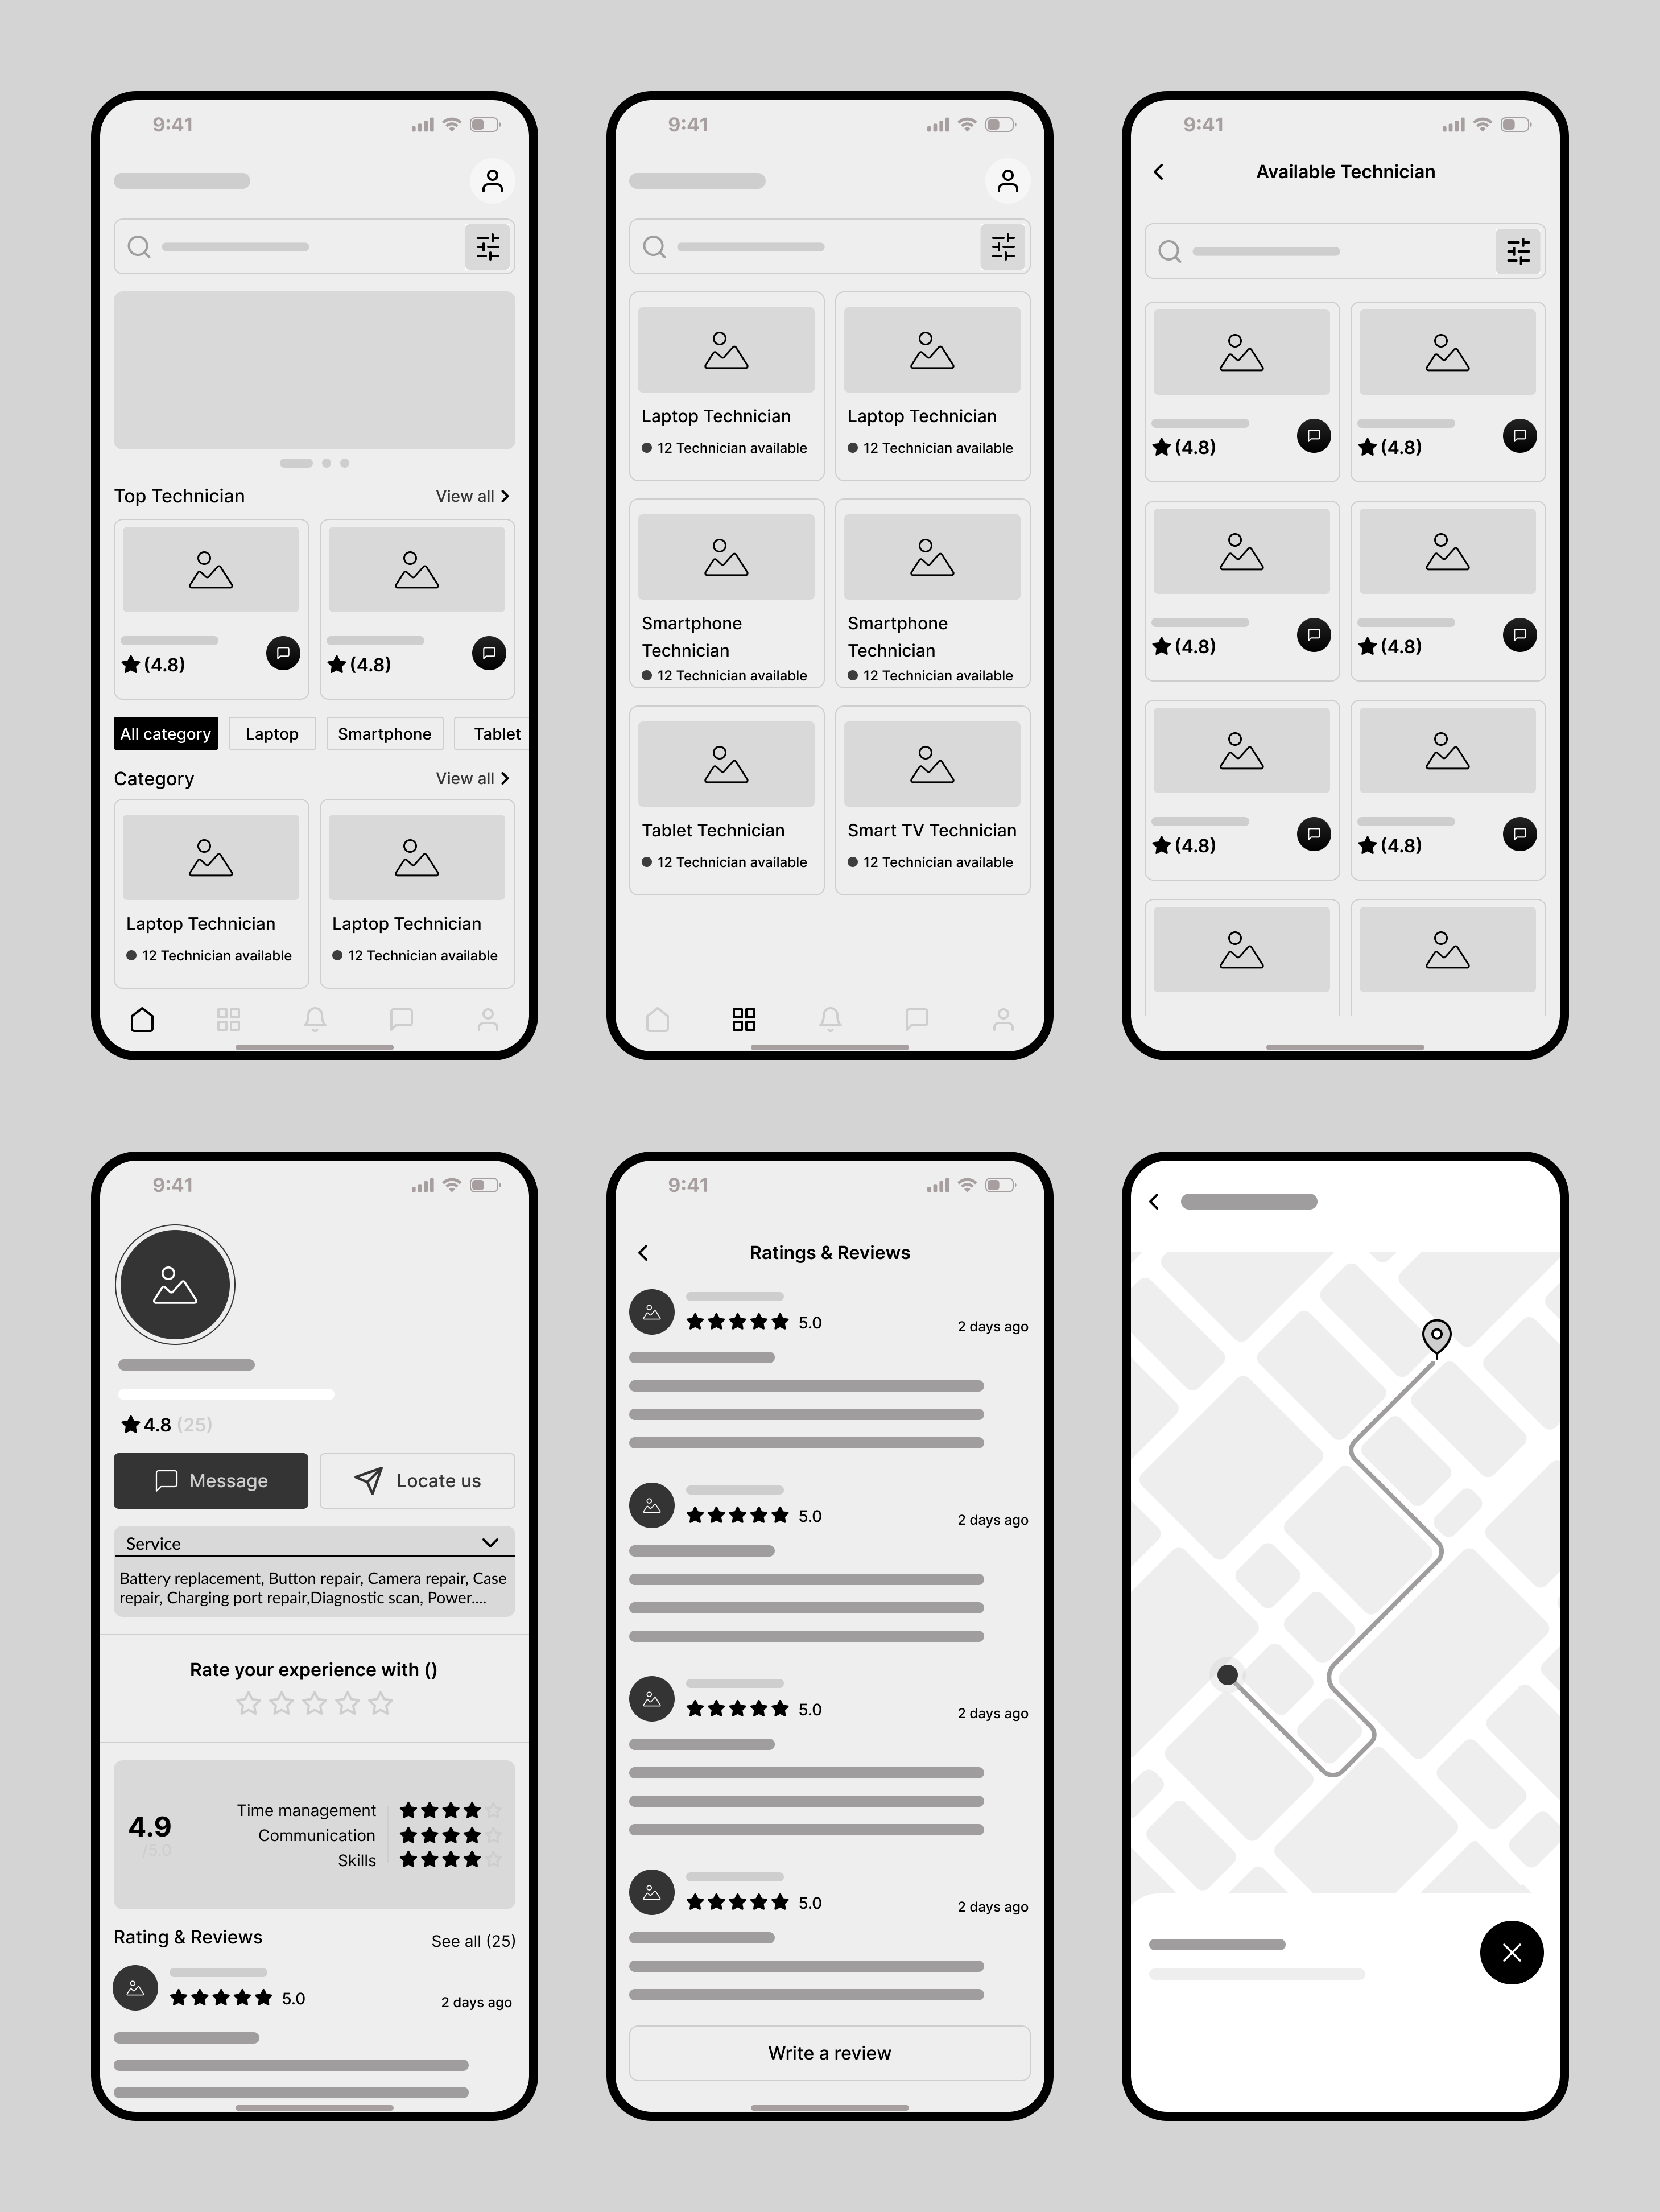 9:41
Top Technician View all
(4.8) (4.8)
All category Laptop Smartphone Tablet
Category View all
Laptop Technician Laptop Technician
12 Technician available 12 Technician available
9:41
Laptop Technician Laptop Technician
12 Technician available 12 Technician available
Smartphone Smartphone
Technician Technician
12 Technician available 12 Technician available
Tablet Technician Smart TV Technician
12 Technician available 12 Technician available
9:41
Available Technician
(4.8) (4.8)
(4.8) (4.8)
(4.8) (4.8)
9:41
4.8 (25)
Message Locate us
Service
Battery replacement, Button repair, Camera repair, Case
repair, Charging port repair,Diagnostic scan, Power....
Rate your experience with ()
Time management
4.9
Communication
/5.0
Skills
Rating & Reviews See all (25)
5.0 2 days ago
9:41
Ratings & Reviews
5.0 2 days ago
5.0 2 days ago
5.0 2 days ago
5.0 2 days ago
Write a review